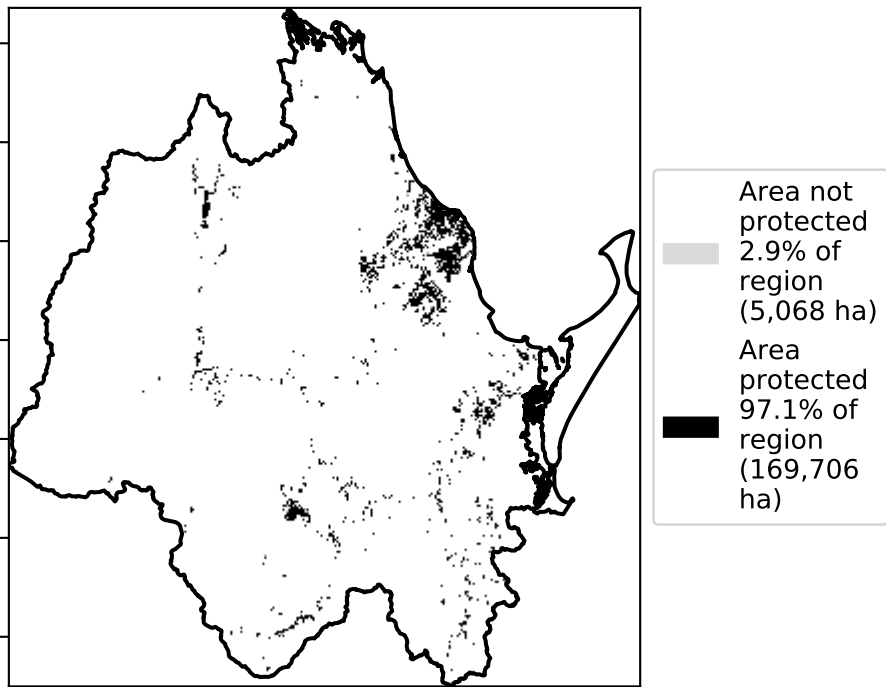 Area not
protected
2.9% of
region
(5,068 ha)
Area
protected
97.1% of
region
(169,706
ha)